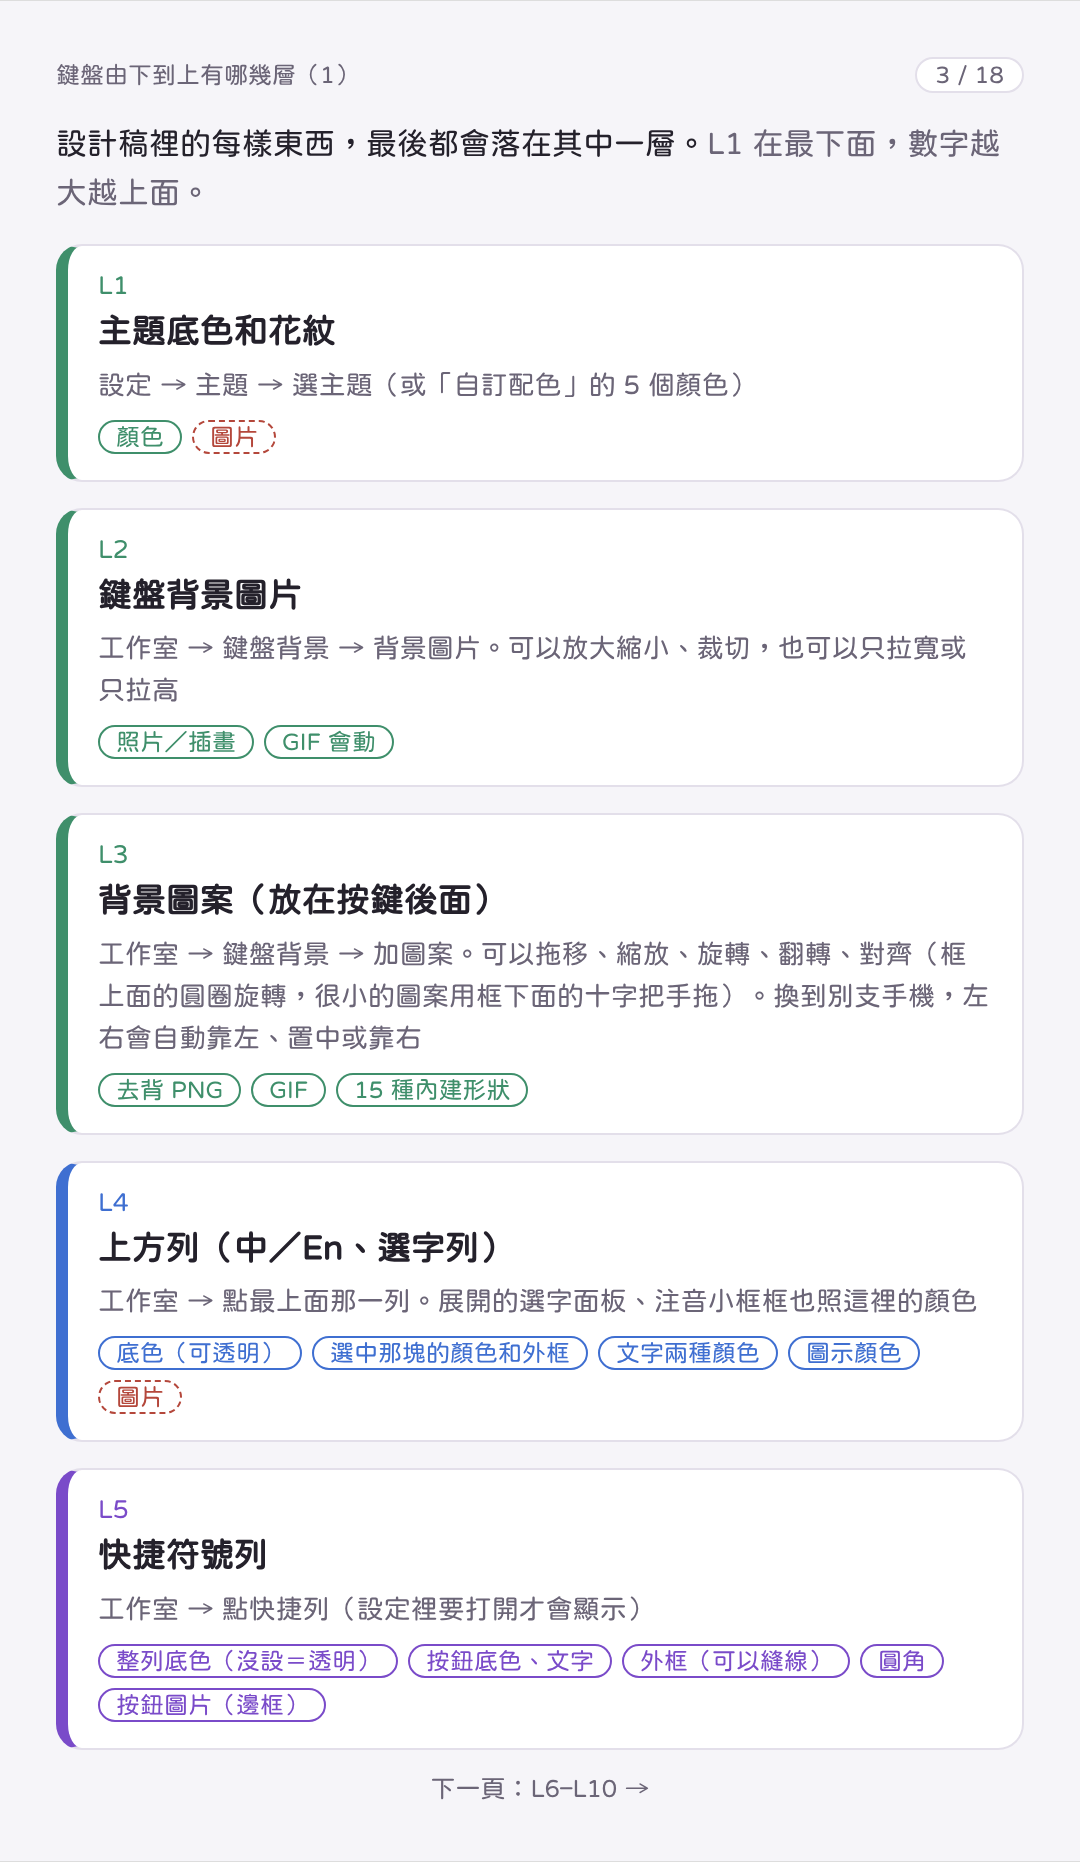 鍵盤由下到上有哪幾層（1）
3 / 18
設計稿裡的每樣東西，最後都會落在其中一層。L1 在最下面，數字越
大越上面。
L1
主題底色和花紋
設定 → 主題 → 選主題（或「自訂配色」的 5 個顏色）
顏色 圖片
L2
鍵盤背景圖片
工作室 → 鍵盤背景 → 背景圖片。可以放大縮小、裁切，也可以只拉寬或
只拉高
照片／插畫 GIF 會動
L3
背景圖案（放在按鍵後面）
工作室 → 鍵盤背景 → 加圖案。可以拖移、縮放、旋轉、翻轉、對齊（框
上面的圓圈旋轉，很小的圖案用框下面的十字把手拖）。換到別支手機，左
右會自動靠左、置中或靠右
去背 PNG GIF 15 種內建形狀
L4
上方列（中／En、選字列）
工作室 → 點最上面那一列。展開的選字面板、注音小框框也照這裡的顏色
底色（可透明） 選中那塊的顏色和外框 文字兩種顏色 圖示顏色
圖片
L5
快捷符號列
工作室 → 點快捷列（設定裡要打開才會顯示）
整列底色（沒設＝透明） 按鈕底色、文字 外框（可以縫線） 圓角
按鈕圖片（邊框）
下一頁：L6–L10 →